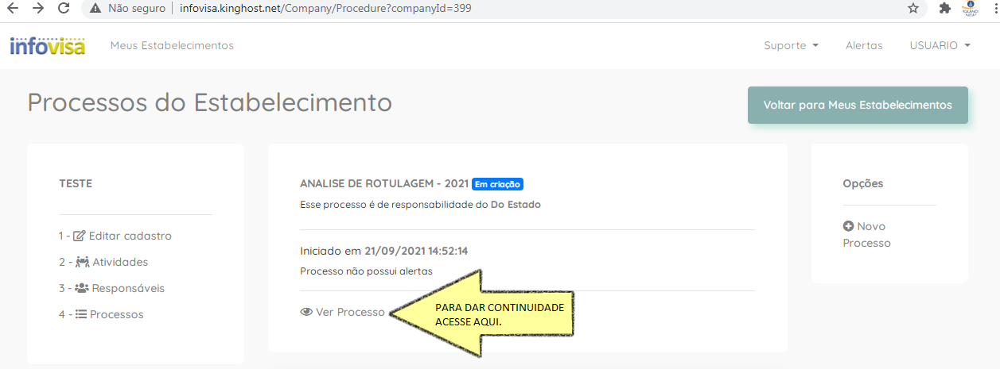 Não seguro | infovisa.kinghost.net/Company/Procedure?companyId=399
infovisa Meus Estabelecimentos Suporte Alertas USUARIO
Processos do Estabelecimento
Voltar para Meus Estabelecimentos
TESTE
1 - Editar cadastro
2 - Atividades
3 - Responsáveis
4 - Processos
ANALISE DE ROTULAGEM - 2021 Em criação
Esse processo é de responsabilidade do Do Estado
Iniciado em 21/09/2021 14:52:14
Processo não possui alertas
Ver Processo
PARA DAR CONTINUIDADE
ACESSE AQUI.
Opções
Novo
Processo